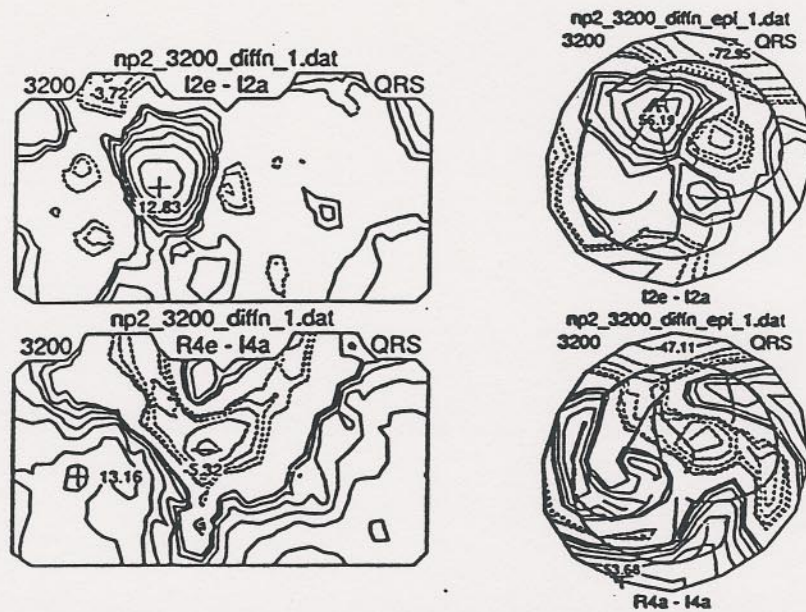 np2_3200_diffn_1.dat
3200 I2e - I2a QRS
-3.72
12.83
np2_3200_diffn_epi_1.dat
3200 QRS
-72.95
56.19
I2e - I2a
np2_3200_diffn_1.dat
3200 R4e - I4a QRS
-5.32
13.16
np2_3200_diffn_epi_1.dat
3200 -47.11 QRS
53.68
R4a - I4a